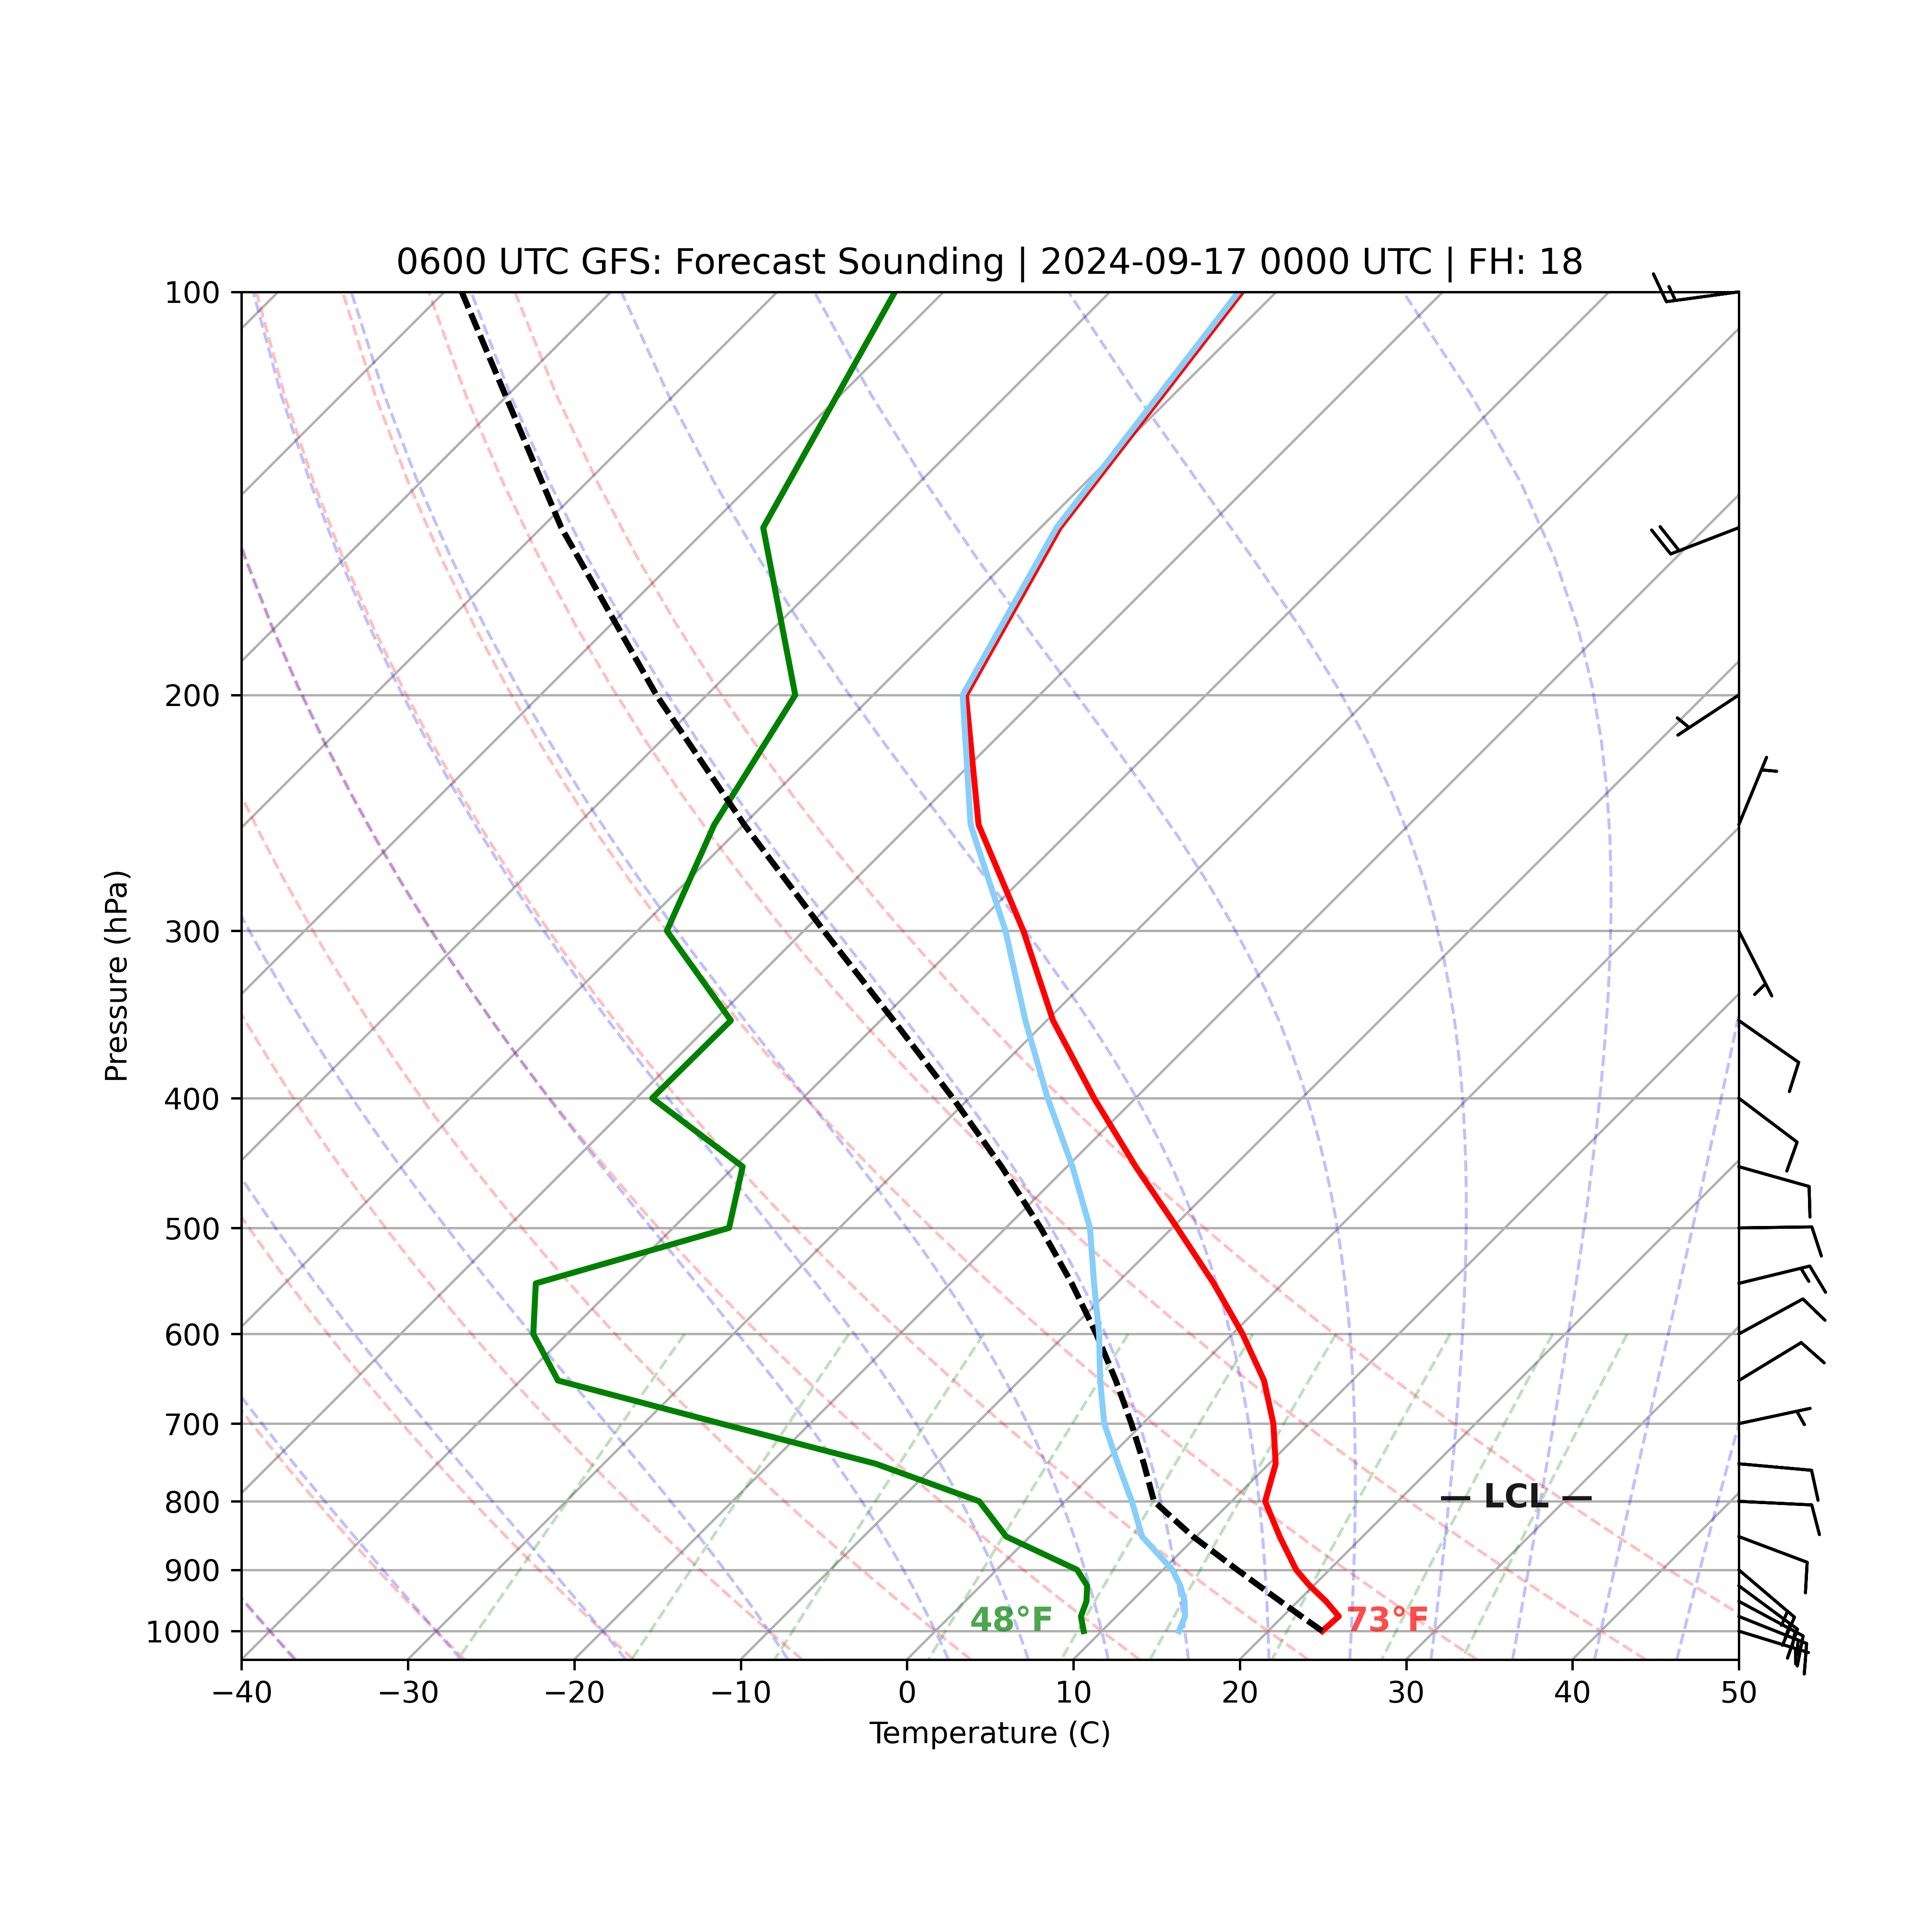 0600 UTC GFS: Forecast Sounding | 2024-09-17 0000 UTC | FH: 18
100
200
300
400
500
600
700
800
900
1000
Pressure (hPa)
— LCL —
48°F
73°F
−40 −30 −20 −10 0 10 20 30 40 50
Temperature (C)